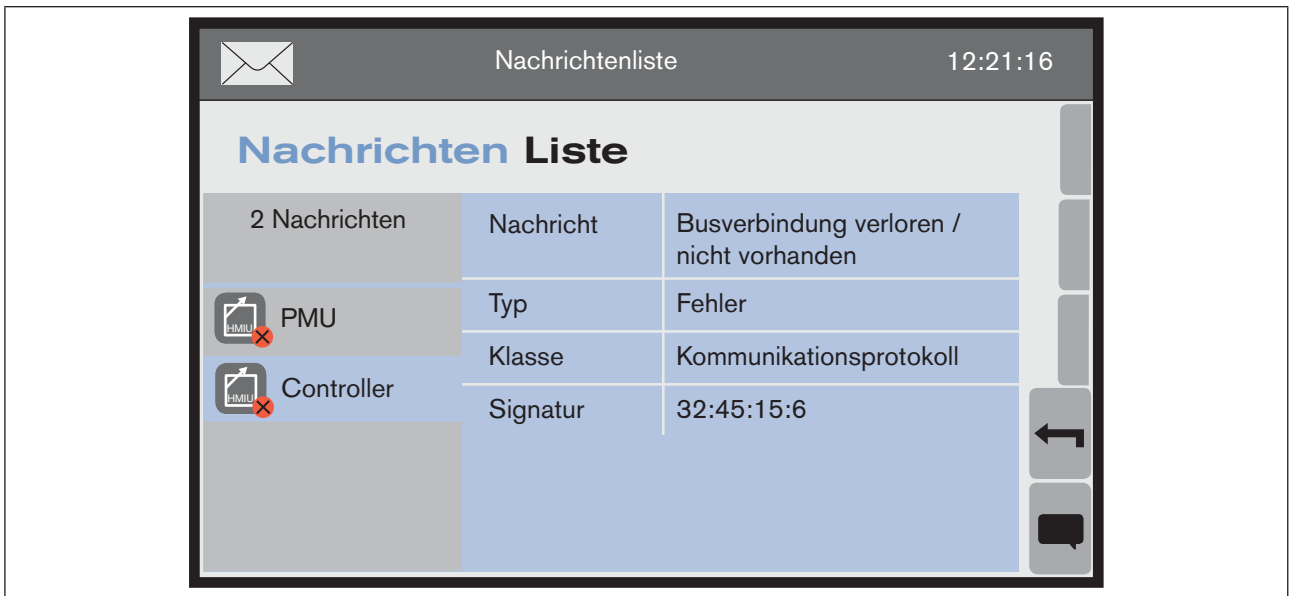 Nachrichtenliste 12:21:16
Nachrichten Liste
2 Nachrichten
HMIU PMU
HMIU Controller
Nachricht Busverbindung verloren /
nicht vorhanden
Typ Fehler
Klasse Kommunikationsprotokoll
Signatur 32:45:15:6